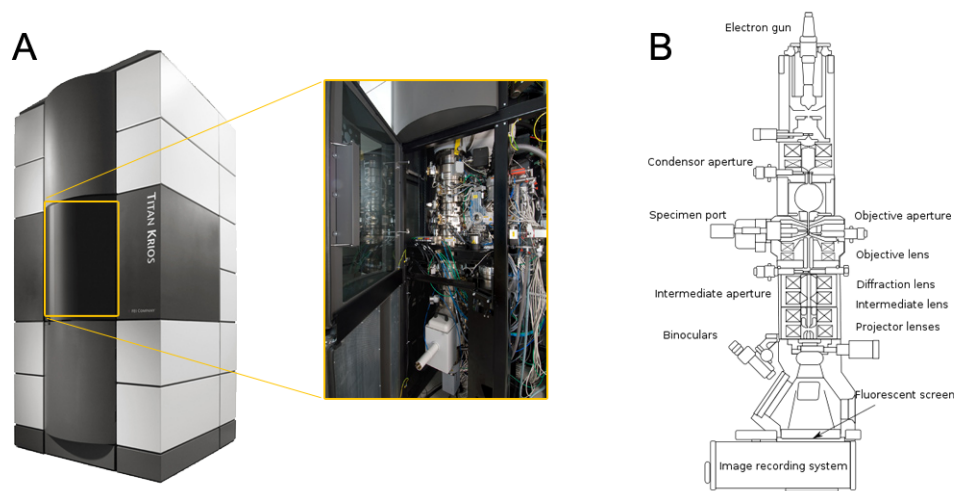 A
TITAN KRIOS
B
Electron gun
Condensor aperture
Specimen port
Objective aperture
Objective lens
Intermediate aperture
Diffraction lens
Intermediate lens
Projector lenses
Binoculars
Fluorescent screen
Image recording system